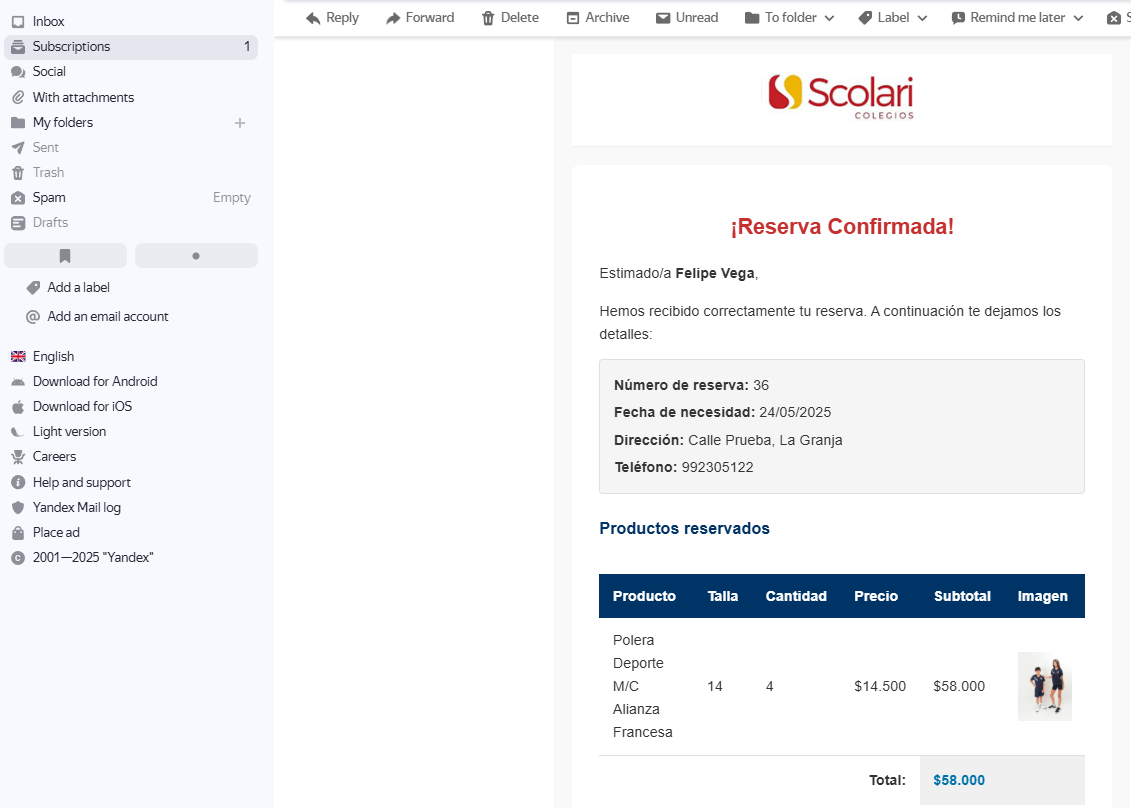 Inbox
Subscriptions 1
Social
With attachments
My folders
Sent
Trash
Spam Empty
Drafts
Add a label
Add an email account
English
Download for Android
Download for iOS
Light version
Careers
Help and support
Yandex Mail log
Place ad
2001—2025 "Yandex"
Reply Forward Delete Archive Unread To folder Label Remind me later
Scolari
COLEGIOS
¡Reserva Confirmada!
Estimado/a Felipe Vega,
Hemos recibido correctamente tu reserva. A continuación te dejamos los
detalles:
Número de reserva: 36
Fecha de necesidad: 24/05/2025
Dirección: Calle Prueba, La Granja
Teléfono: 992305122
Productos reservados
Producto Talla Cantidad Precio Subtotal Imagen
Polera
Deporte
M/C 14 4 $14.500 $58.000
Alianza
Francesa
Total: $58.000